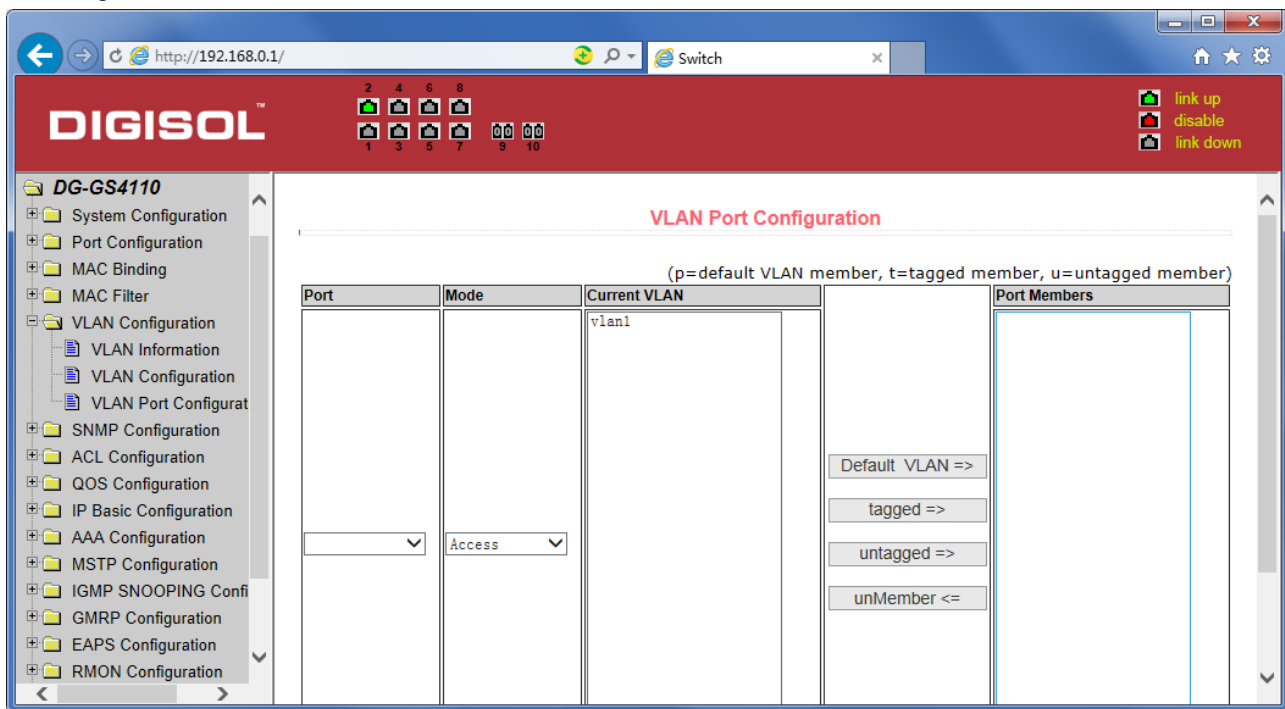 http://192.168.0.1/
Switch
DIGISOL™
2 4 6 8
1 3 5 7 9 10
link up
disable
link down
DG-GS4110
System Configuration
Port Configuration
MAC Binding
MAC Filter
VLAN Configuration
VLAN Information
VLAN Configuration
VLAN Port Configurat
SNMP Configuration
ACL Configuration
QOS Configuration
IP Basic Configuration
AAA Configuration
MSTP Configuration
IGMP SNOOPING Confi
GMRP Configuration
EAPS Configuration
RMON Configuration
VLAN Port Configuration
(p=default VLAN member, t=tagged member, u=untagged member)
Port Mode Current VLAN Port Members
vlan1
Access
Default VLAN =>
tagged =>
untagged =>
unMember <=